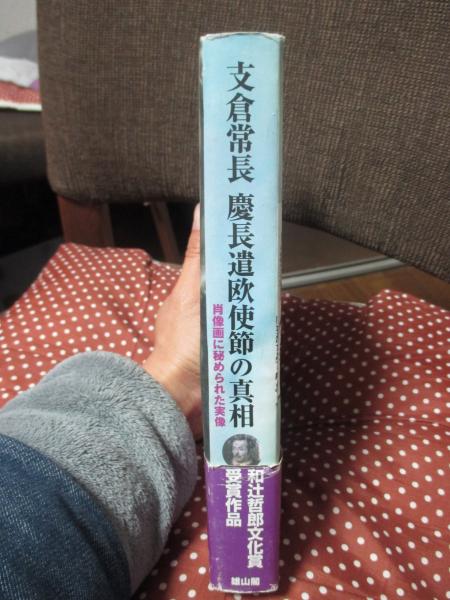 支倉常長 慶長遣欧使節の真相
肖像画に秘められた実像
和辻哲郎文化賞
受賞作品
雄山閣